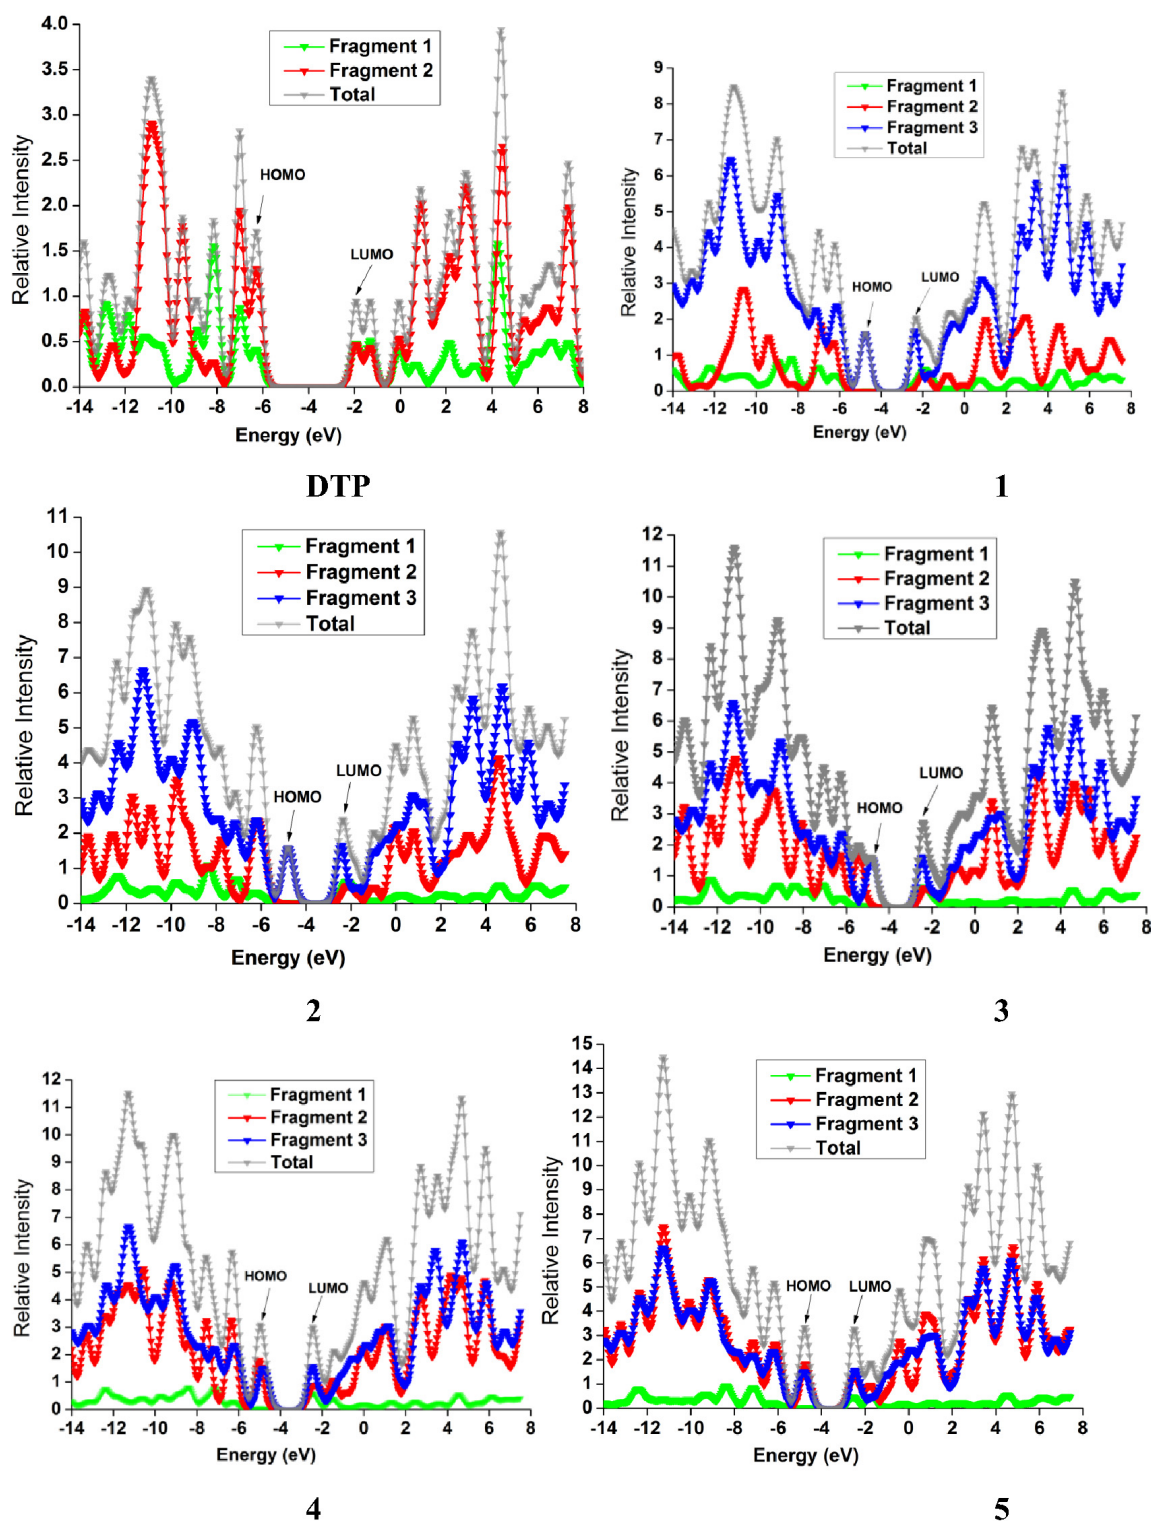 4.0
3.5
3.0
2.5
2.0
1.5
1.0
0.5
0.0
Relative Intensity
Fragment 1
Fragment 2
Total
HOMO
LUMO
-14 -12 -10 -8 -6 -4 -2 0 2 4 6 8
Energy (eV)
DTP
9
8
7
6
5
4
3
2
1
0
Relative Intensity
Fragment 1
Fragment 2
Fragment 3
Total
HOMO
LUMO
-14 -12 -10 -8 -6 -4 -2 0 2 4 6 8
Energy (eV)
1
11
10
9
8
7
6
5
4
3
2
1
0
Relative Intensity
Fragment 1
Fragment 2
Fragment 3
Total
HOMO
LUMO
-14 -12 -10 -8 -6 -4 -2 0 2 4 6 8
Energy (eV)
2
12
11
10
9
8
7
6
5
4
3
2
1
0
Relative Intensity
Fragment 1
Fragment 2
Fragment 3
Total
HOMO
LUMO
-14 -12 -10 -8 -6 -4 -2 0 2 4 6 8
Energy (eV)
3
12
11
10
9
8
7
6
5
4
3
2
1
0
Relative Intensity
Fragment 1
Fragment 2
Fragment 3
Total
HOMO
LUMO
-14 -12 -10 -8 -6 -4 -2 0 2 4 6 8
Energy (eV)
4
15
14
13
12
11
10
9
8
7
6
5
4
3
2
1
0
Relative Intensity
Fragment 1
Fragment 2
Fragment 3
Total
HOMO
LUMO
-14 -12 -10 -8 -6 -4 -2 0 2 4 6 8
Energy (eV)
5